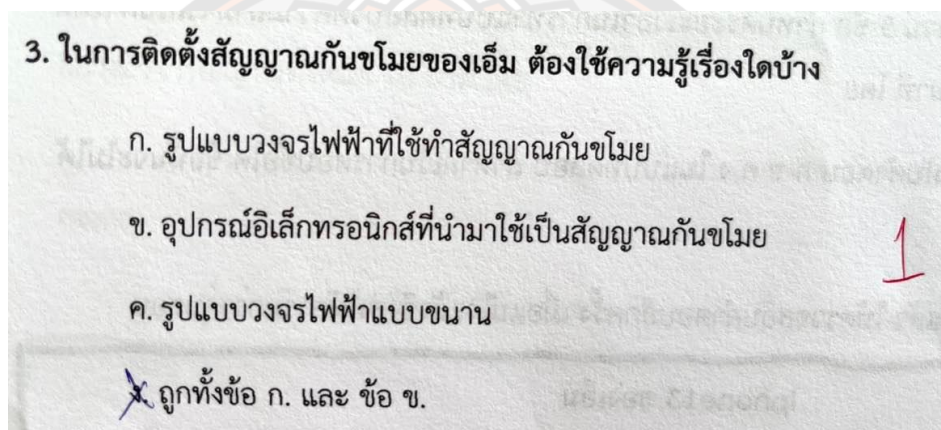 3. ในการติดตั้งสัญญาณกันขโมยของเอ็ม ต้องใช้ความรู้เรื่องใดบ้าง
ก. รูปแบบวงจรไฟฟ้าที่ใช้ทำสัญญาณกันขโมย
ข. อุปกรณ์อิเล็กทรอนิกส์ที่นำมาใช้เป็นสัญญาณกันขโมย
1
ค. รูปแบบวงจรไฟฟ้าแบบขนาน
ง. ถูกทั้งข้อ ก. และ ข้อ ข.